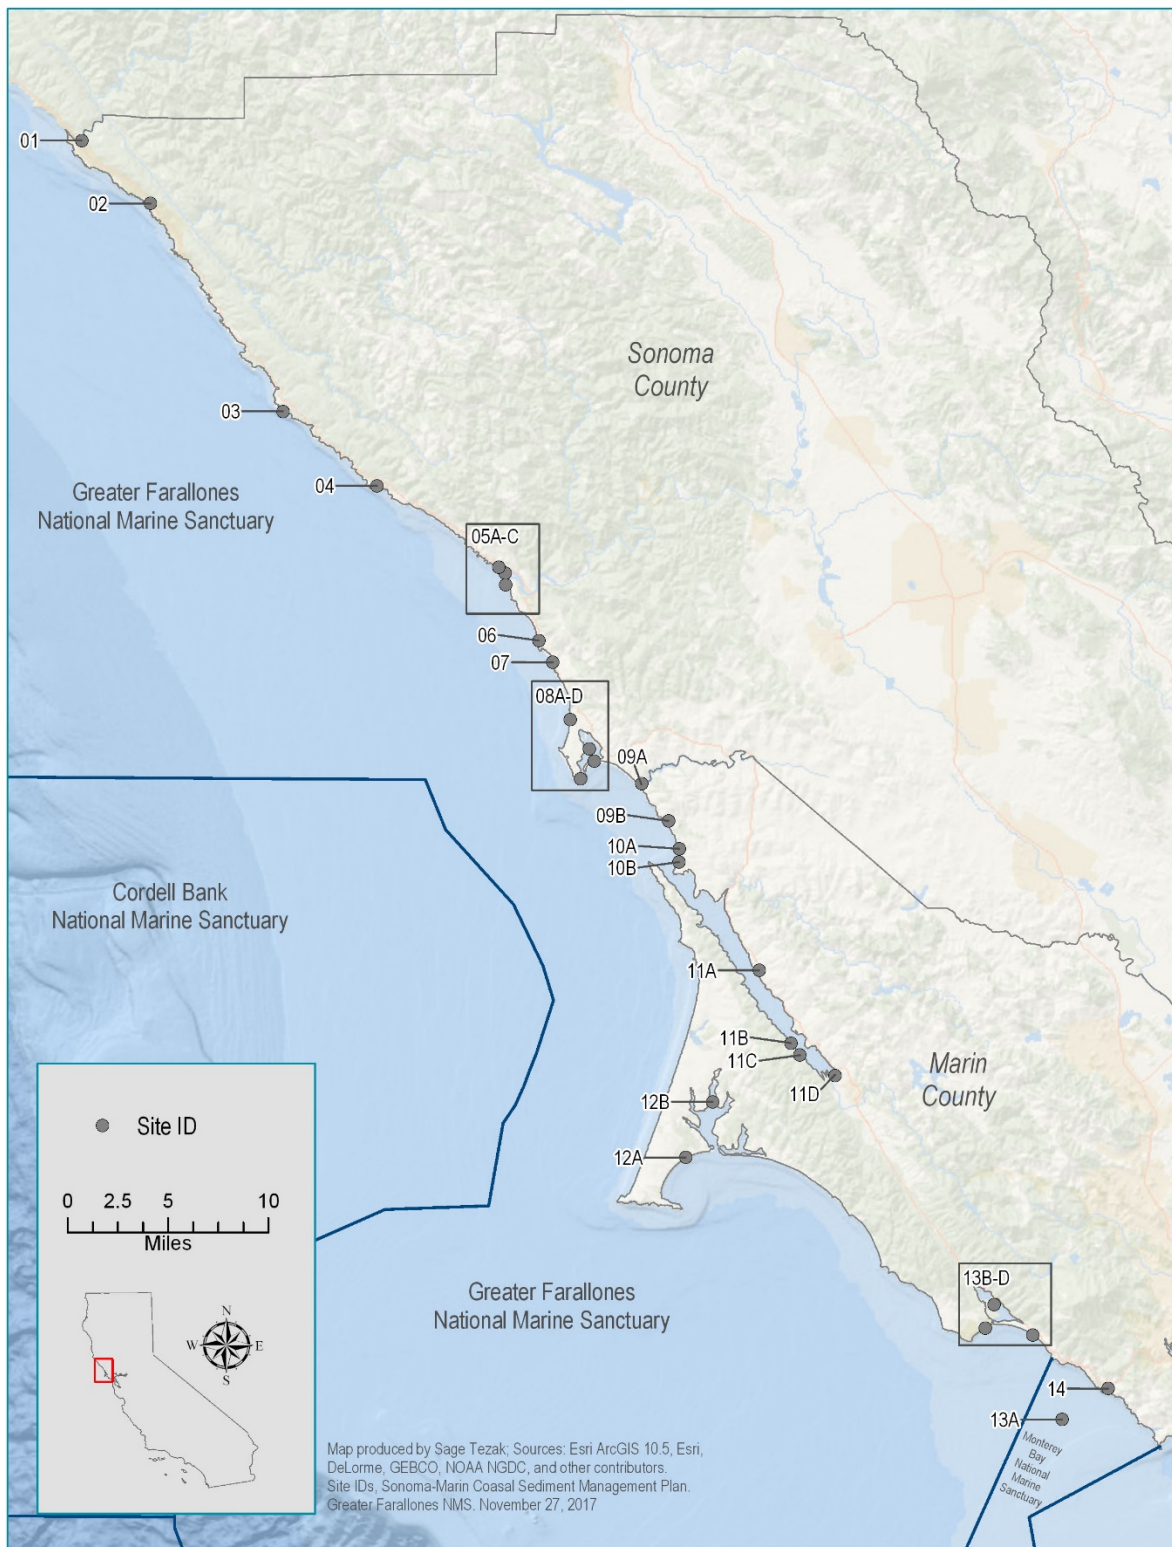 01
02
Sonoma
County
03
04
Greater Farallones
National Marine Sanctuary
05A-C
06
07
08A-D
09A
09B
10A
10B
Cordell Bank
National Marine Sanctuary
11A
11B
11C
11D
Marin
County
12B
12A
Site ID
0 2.5 5 10
Miles
N
W E
S
Greater Farallones
National Marine Sanctuary
13B-D
14
13A
Monterey
Bay
National
Marine
Sanctuary
Map produced by Sage Tezak; Sources: Esri ArcGIS 10.5, Esri,
DeLorme, GEBCO, NOAA NGDC, and other contributors.
Site IDs, Sonoma-Marin Coasal Sediment Management Plan.
Greater Farallones NMS. November 27, 2017